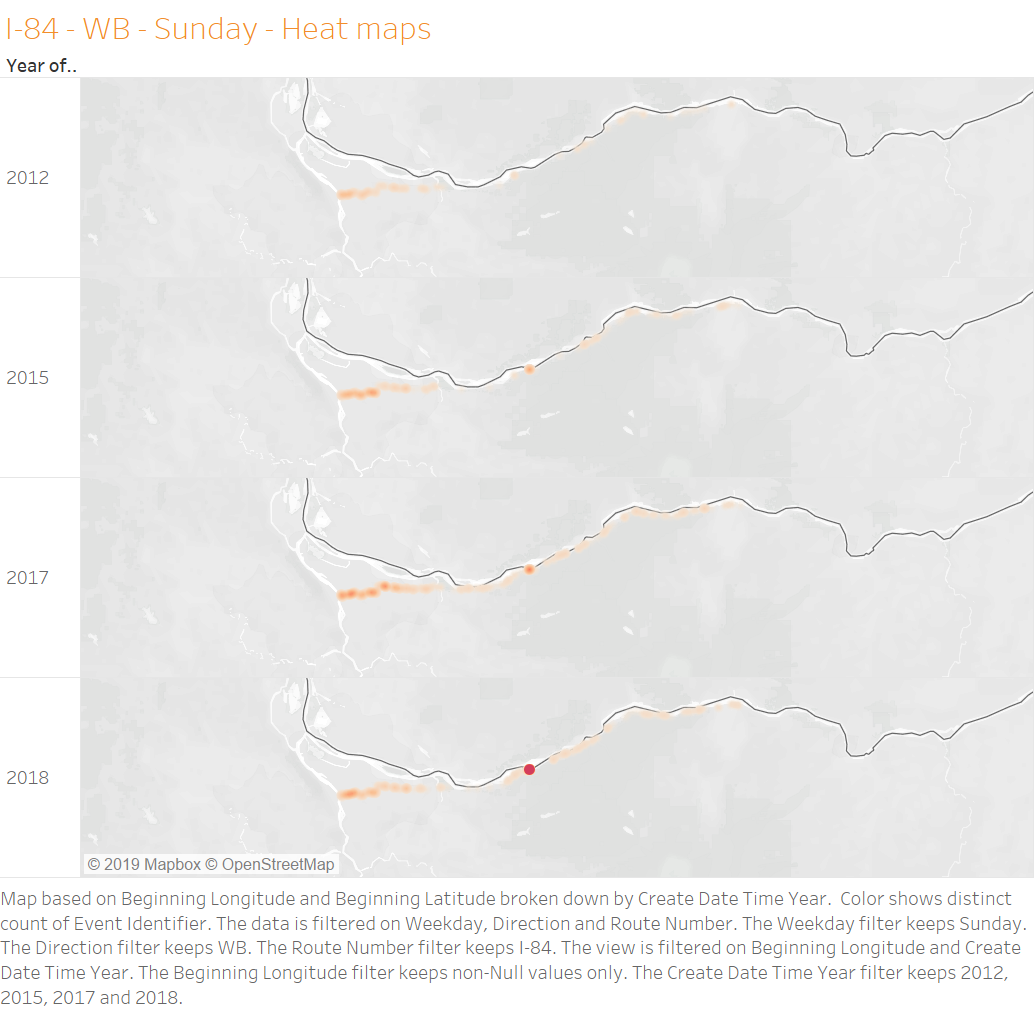 I-84 - WB - Sunday - Heat maps
Year of..
2012
2015
2017
2018
© 2019 Mapbox © OpenStreetMap
Map based on Beginning Longitude and Beginning Latitude broken down by Create Date Time Year.  Color shows distinct
count of Event Identifier. The data is filtered on Weekday, Direction and Route Number. The Weekday filter keeps Sunday.
The Direction filter keeps WB. The Route Number filter keeps I-84. The view is filtered on Beginning Longitude and Create
Date Time Year. The Beginning Longitude filter keeps non-Null values only. The Create Date Time Year filter keeps 2012,
2015, 2017 and 2018.